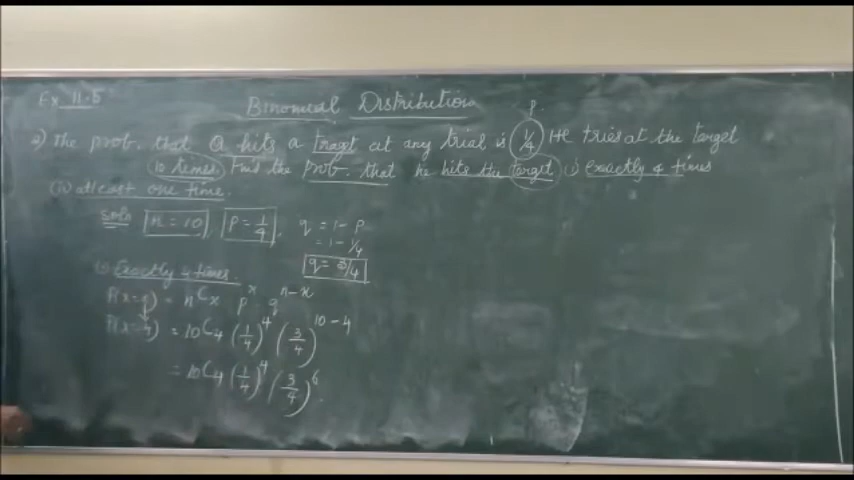 Ex 11.5
Binomial Distribution
p
2) The prob. that Q hits a traget at any trial is 1/4 He tries at the target
10 times. Find the prob. that he hits the target (i) exactly 4 times
(ii) atleast one time.
soln n = 10, p = 1/4, q = 1 - p
= 1 - 1/4
q = 3/4
(i) Exactly 4 times.
P(X=x) = nCx p^x q^n-x
P(X=4) = 10C4 (1/4)^4 (3/4)^10-4
= 10C4 (1/4)^4 (3/4)^6.